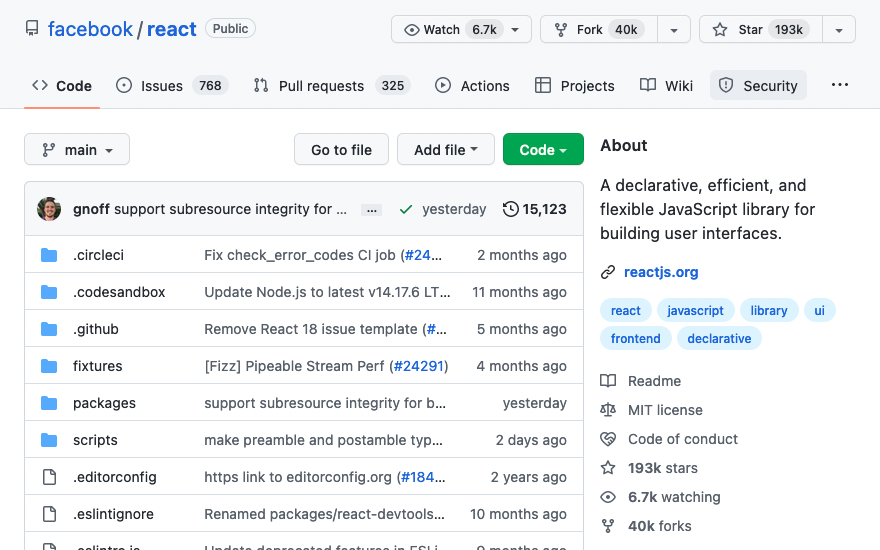 facebook / react Public Watch 6.7k Fork 40k Star 193k
Code Issues 768 Pull requests 325 Actions Projects Wiki Security ...
main Go to file Add file Code
gnoff support subresource integrity for ... ... yesterday 15,123
.circleci Fix check_error_codes CI job (#24... 2 months ago
.codesandbox Update Node.js to latest v14.17.6 LT... 11 months ago
.github Remove React 18 issue template (#... 5 months ago
fixtures [Fizz] Pipeable Stream Perf (#24291) 4 months ago
packages support subresource integrity for b... yesterday
scripts make preamble and postamble typ... 2 days ago
.editorconfig https link to editorconfig.org (#184... 2 years ago
.eslintignore Renamed packages/react-devtools... 10 months ago
About
A declarative, efficient, and
flexible JavaScript library for
building user interfaces.
reactjs.org
react javascript library ui
frontend declarative
Readme
MIT license
Code of conduct
193k stars
6.7k watching
40k forks